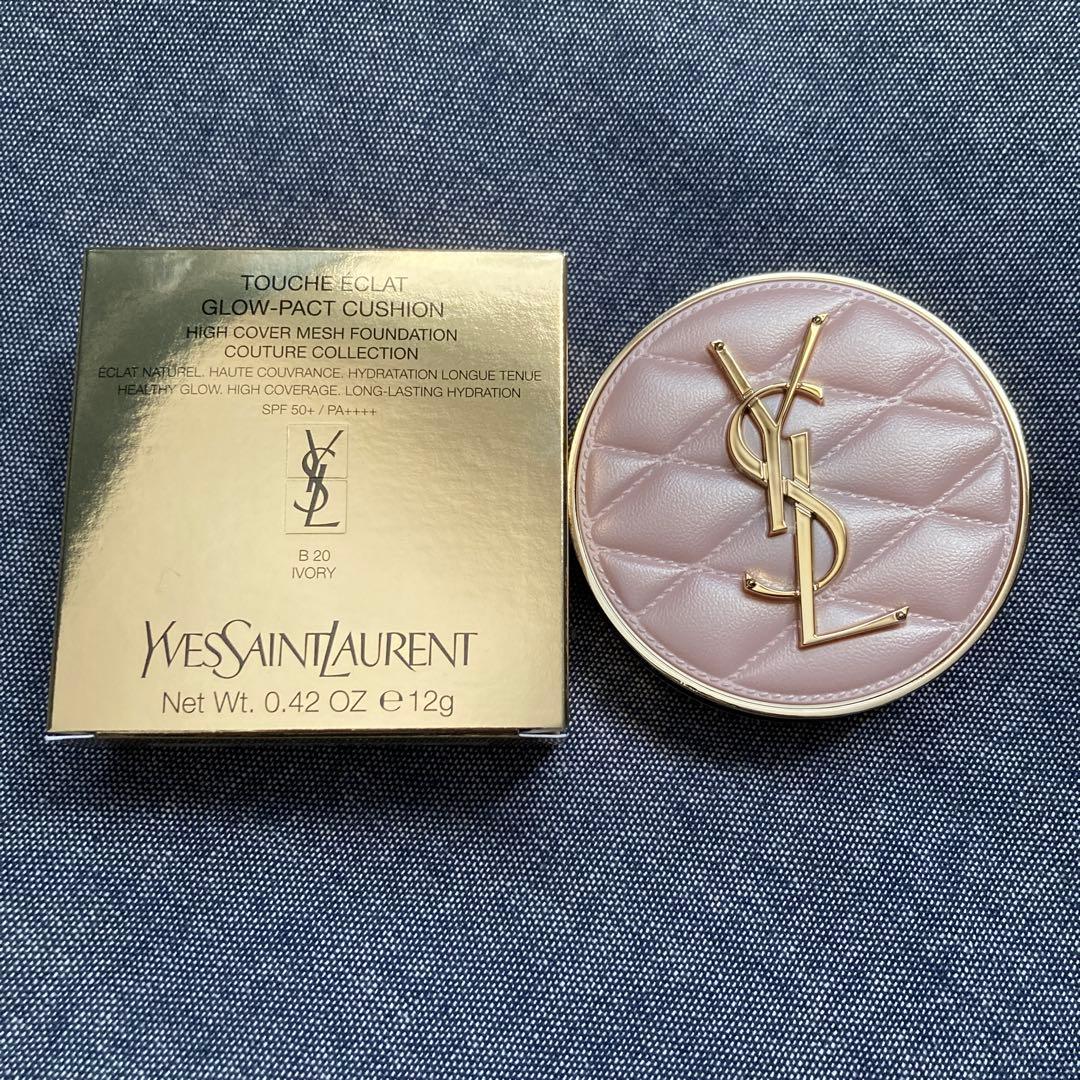 TOUCHE ÉCLAT
GLOW-PACT CUSHION
HIGH COVER MESH FOUNDATION
COUTURE COLLECTION
ÉCLAT NATUREL. HAUTE COUVRANCE. HYDRATATION LONGUE TENUE
HEALTHY GLOW. HIGH COVERAGE. LONG-LASTING HYDRATION
SPF 50+ / PA++++
YSL
B 20
IVORY
YVESSAINTLAURENT
Net Wt. 0.42 OZ ℮ 12g
YSL